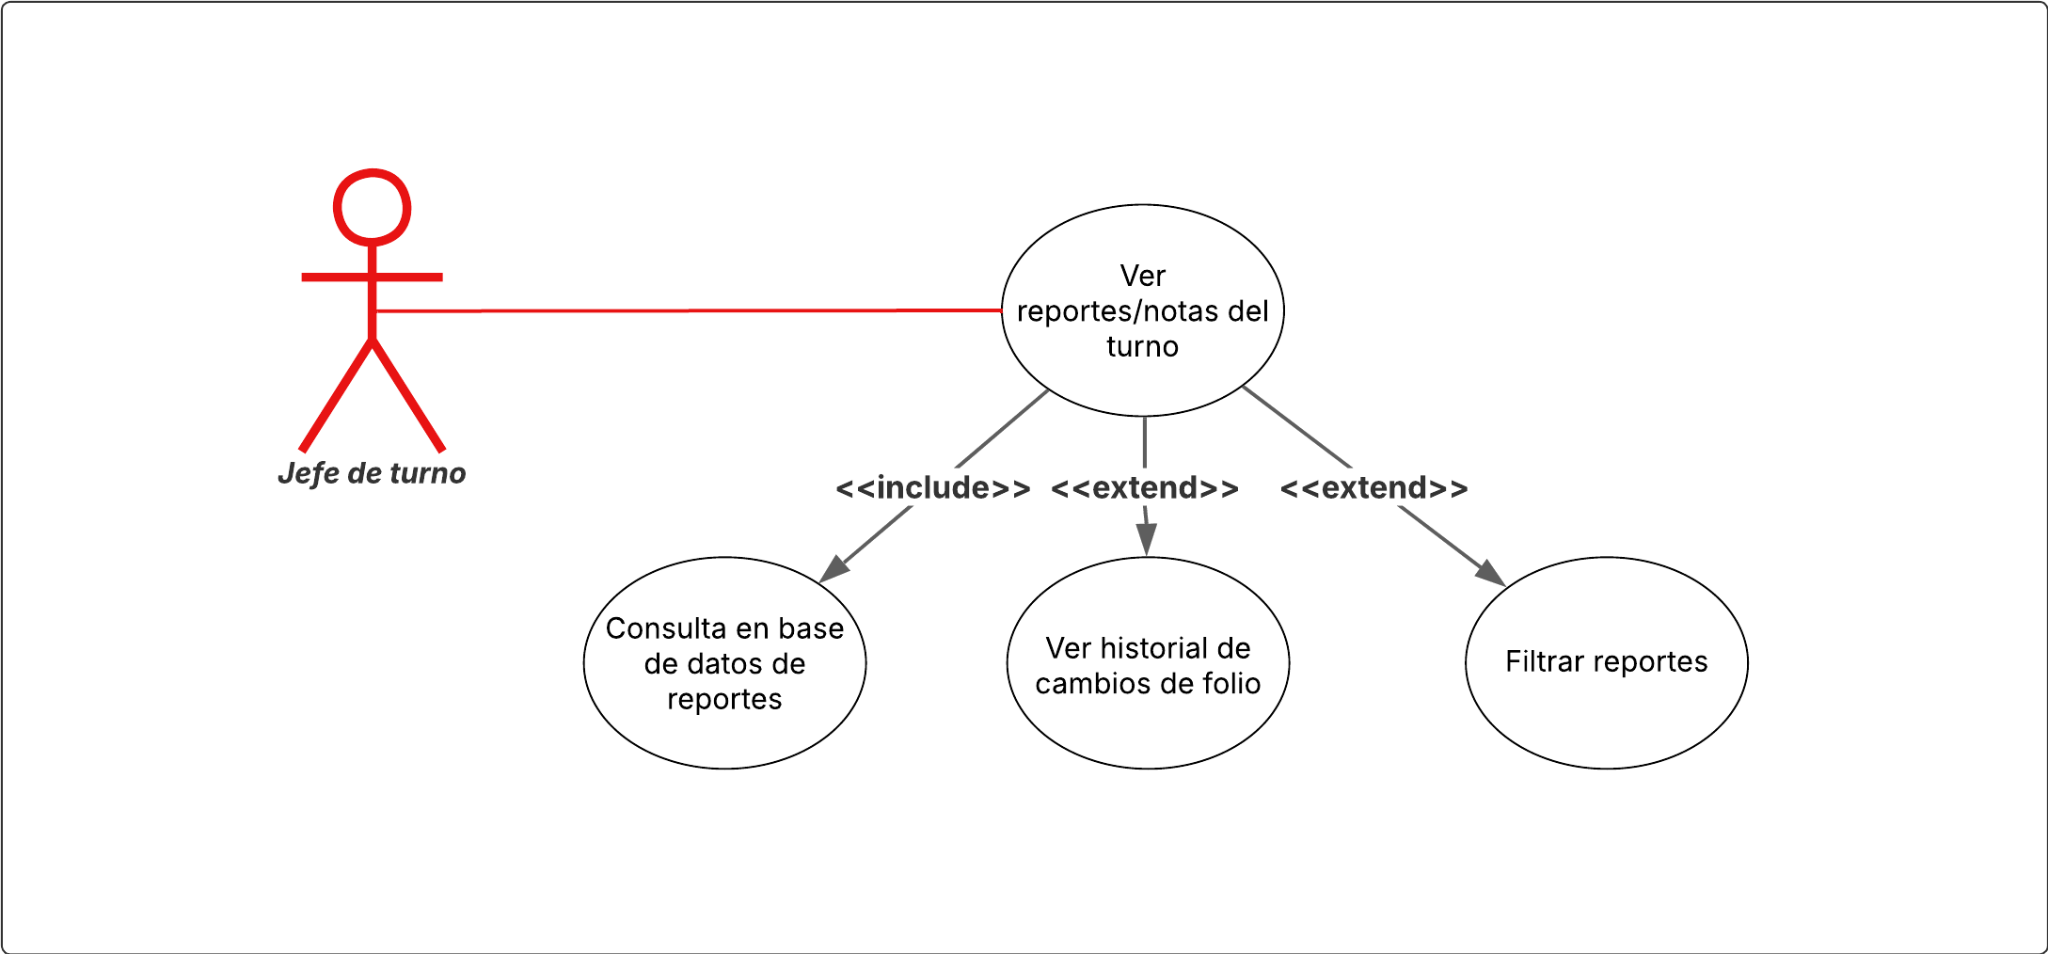 Ver
reportes/notas del
turno
Jefe de turno
<<include>>
<<extend>>
<<extend>>
Consulta en base
de datos de
reportes
Ver historial de
cambios de folio
Filtrar reportes